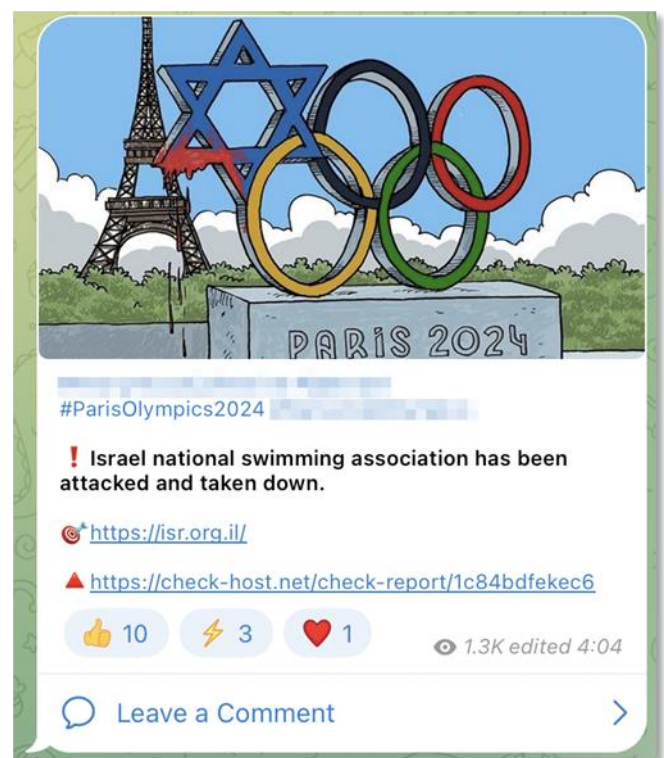 PARIS 2024
#ParisOlympics2024
❗ Israel national swimming association has been
attacked and taken down.
🎯 https://isr.org.il/
🔺 https://check-host.net/check-report/1c84bdfekec6
👍 10 ⚡ 3 ❤️ 1 1.3K edited 4:04
Leave a Comment